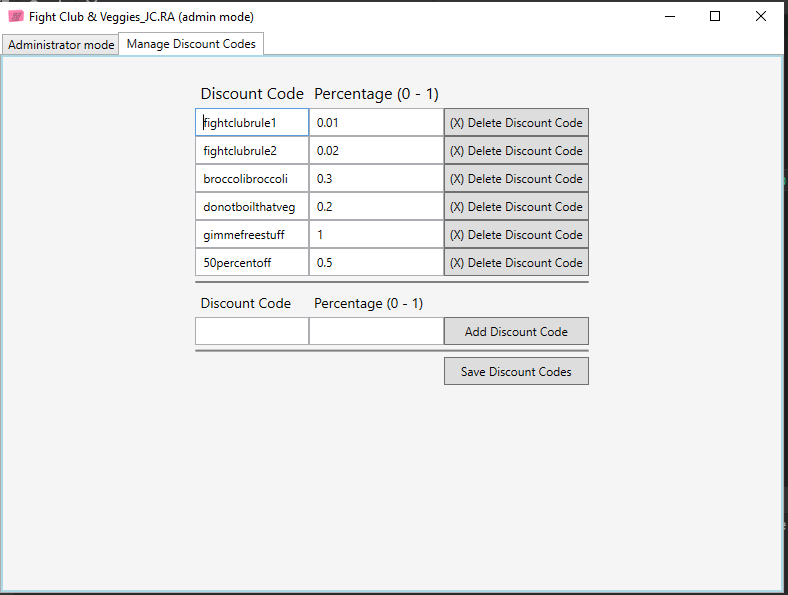 Fight Club & Veggies_JC.RA (admin mode)
Administrator mode Manage Discount Codes
Discount Code Percentage (0 - 1)
fightclubrule1 0.01 (X) Delete Discount Code
fightclubrule2 0.02 (X) Delete Discount Code
broccolibroccoli 0.3 (X) Delete Discount Code
donotboilthatveg 0.2 (X) Delete Discount Code
gimmefreestuff 1 (X) Delete Discount Code
50percentoff 0.5 (X) Delete Discount Code
Discount Code Percentage (0 - 1)
Add Discount Code
Save Discount Codes